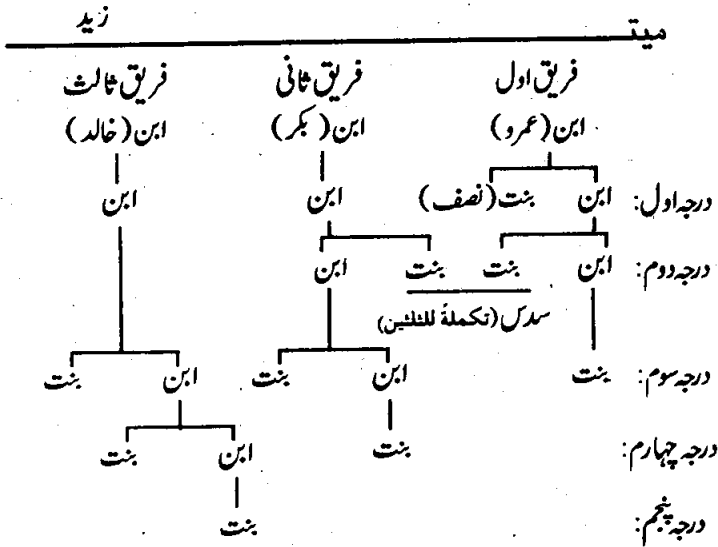 میتـ زید
فریق اول فریق ثانی فریق ثالث
ابن (عمرو) ابن (بکر) ابن (خالد)
درجہ اول: ابن بنت (نصف) ابن ابن
درجہ دوم: ابن بنت بنت ابن
سدس (تکملةً للثلثین)
درجہ سوم: بنت ابن بنت ابن بنت
درجہ چہارم: بنت ابن بنت
درجہ پنجم: بنت